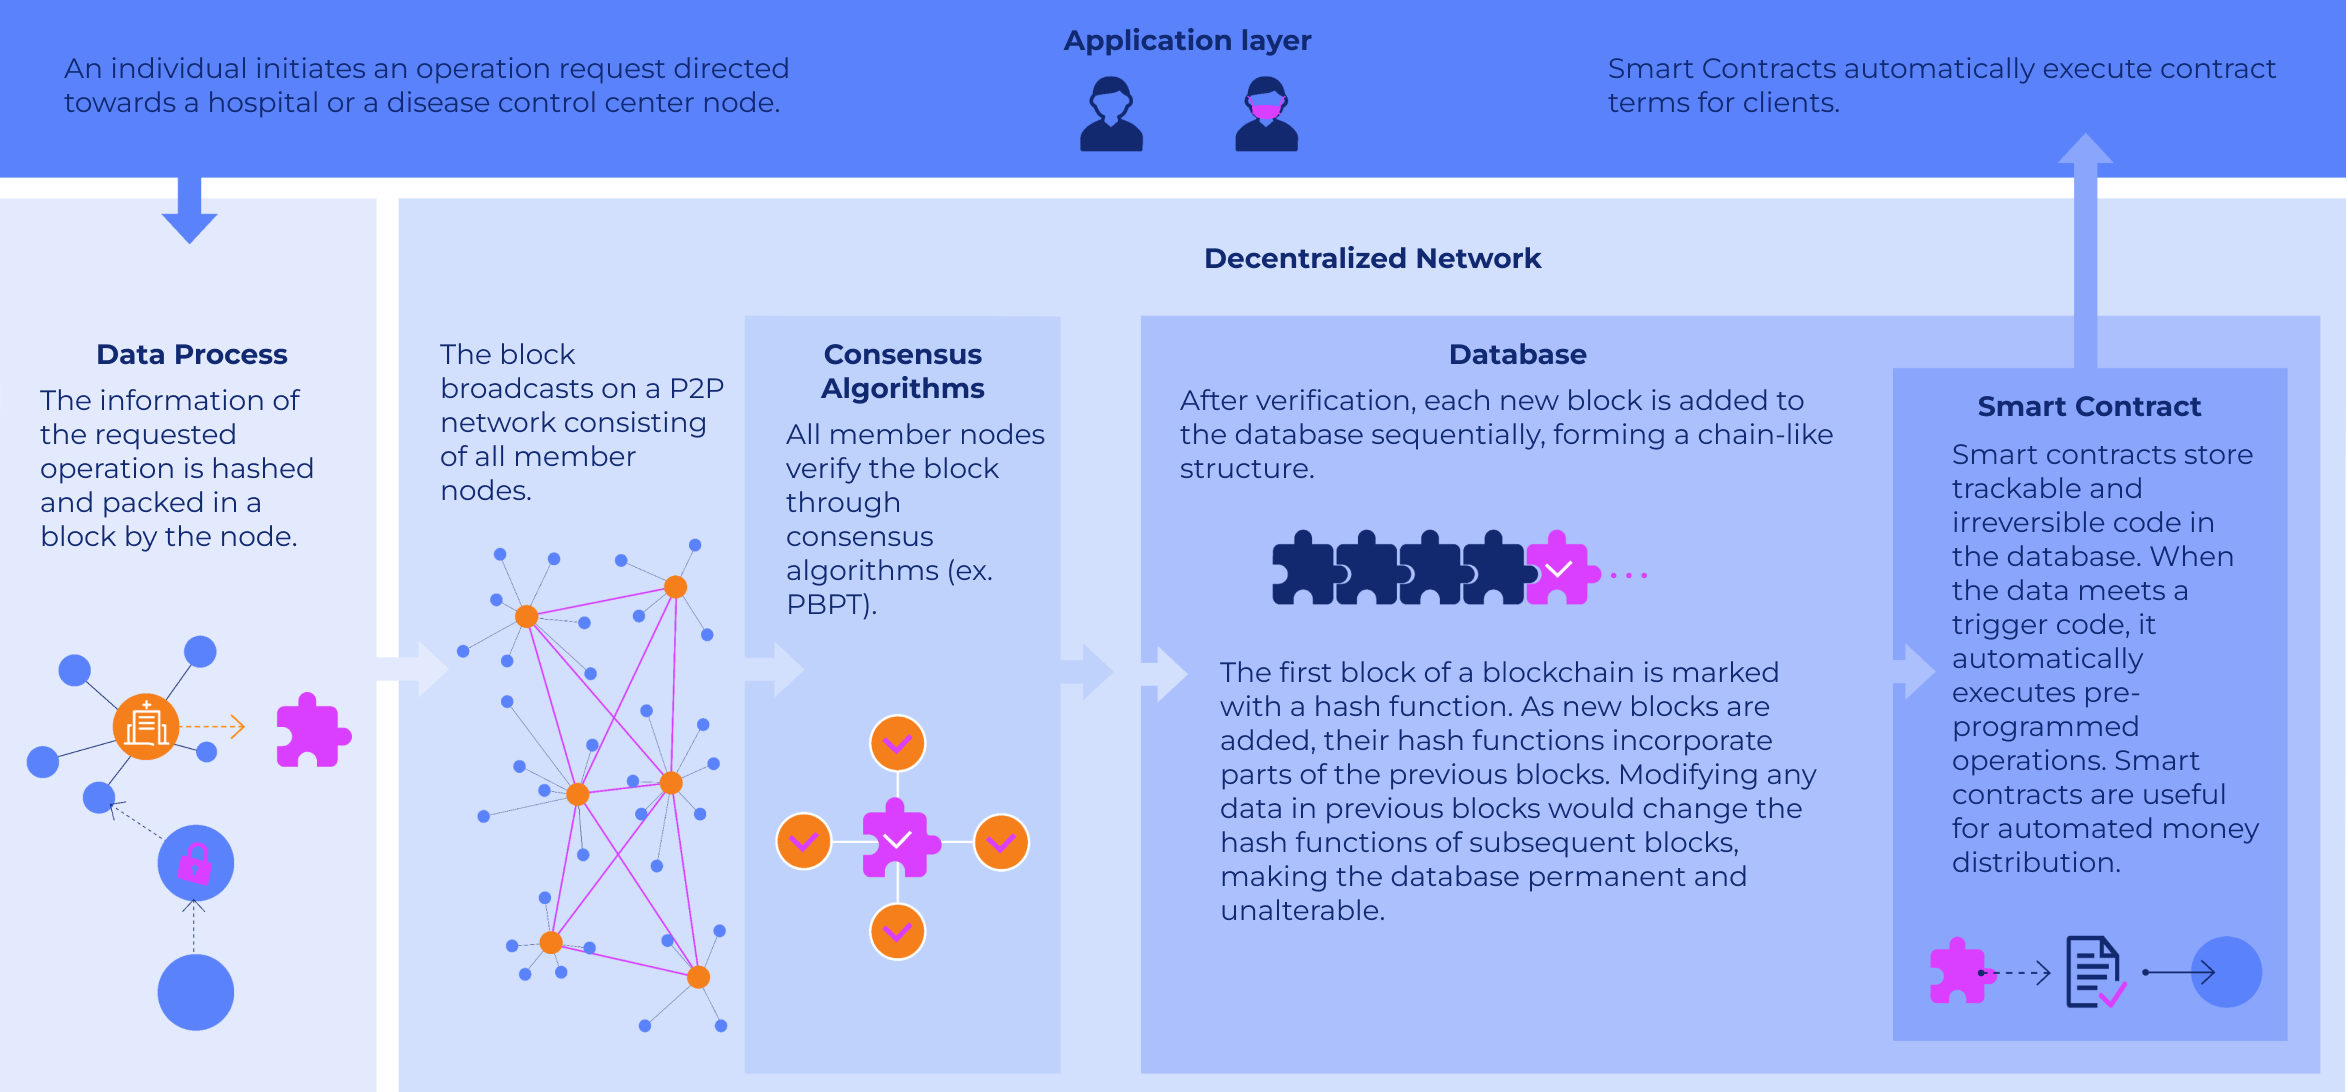 Application layer
An individual initiates an operation request directed
towards a hospital or a disease control center node.
Smart Contracts automatically execute contract
terms for clients.
Decentralized Network
Data Process
The information of
the requested
operation is hashed
and packed in a
block by the node.
The block
broadcasts on a P2P
network consisting
of all member
nodes.
Consensus
Algorithms
All member nodes
verify the block
through
consensus
algorithms (ex.
PBPT).
Database
After verification, each new block is added to
the database sequentially, forming a chain-like
structure.
The first block of a blockchain is marked
with a hash function. As new blocks are
added, their hash functions incorporate
parts of the previous blocks. Modifying any
data in previous blocks would change the
hash functions of subsequent blocks,
making the database permanent and
unalterable.
Smart Contract
Smart contracts store
trackable and
irreversible code in
the database. When
the data meets a
trigger code, it
automatically
executes pre-
programmed
operations. Smart
contracts are useful
for automated money
distribution.